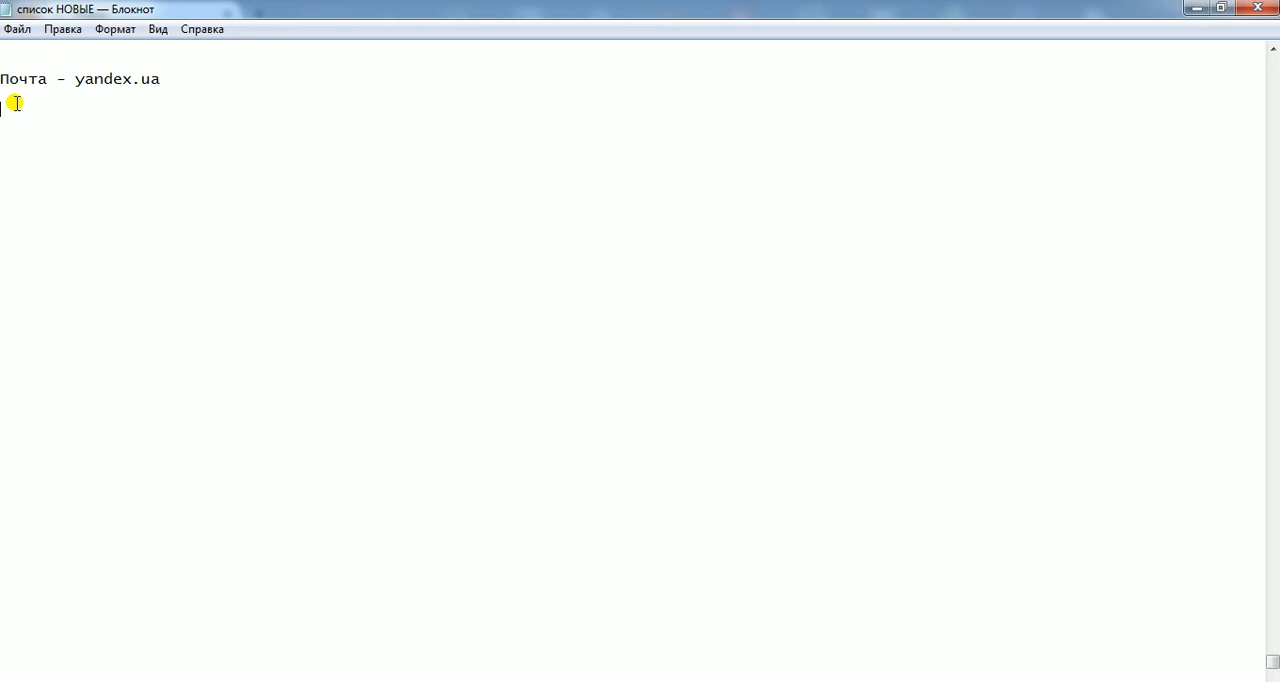 список НОВЫЕ — Блокнот
Файл Правка Формат Вид Справка
Почта - yandex.ua